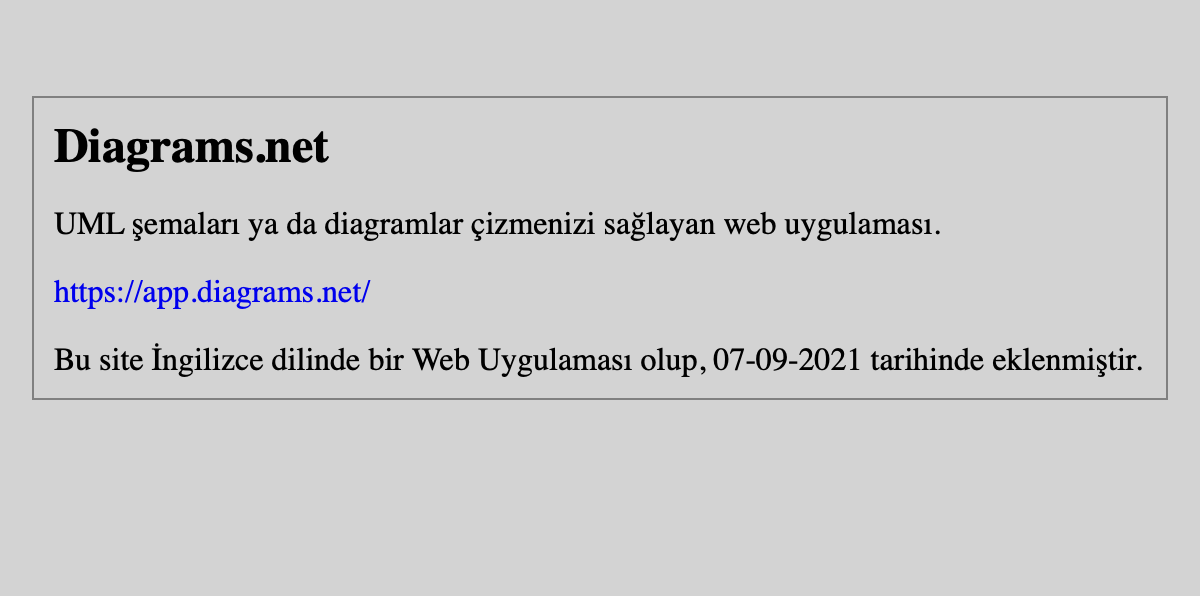 Diagrams.net
UML şemaları ya da diagramlar çizmenizi sağlayan web uygulaması.
https://app.diagrams.net/
Bu site İngilizce dilinde bir Web Uygulaması olup, 07-09-2021 tarihinde eklenmiştir.